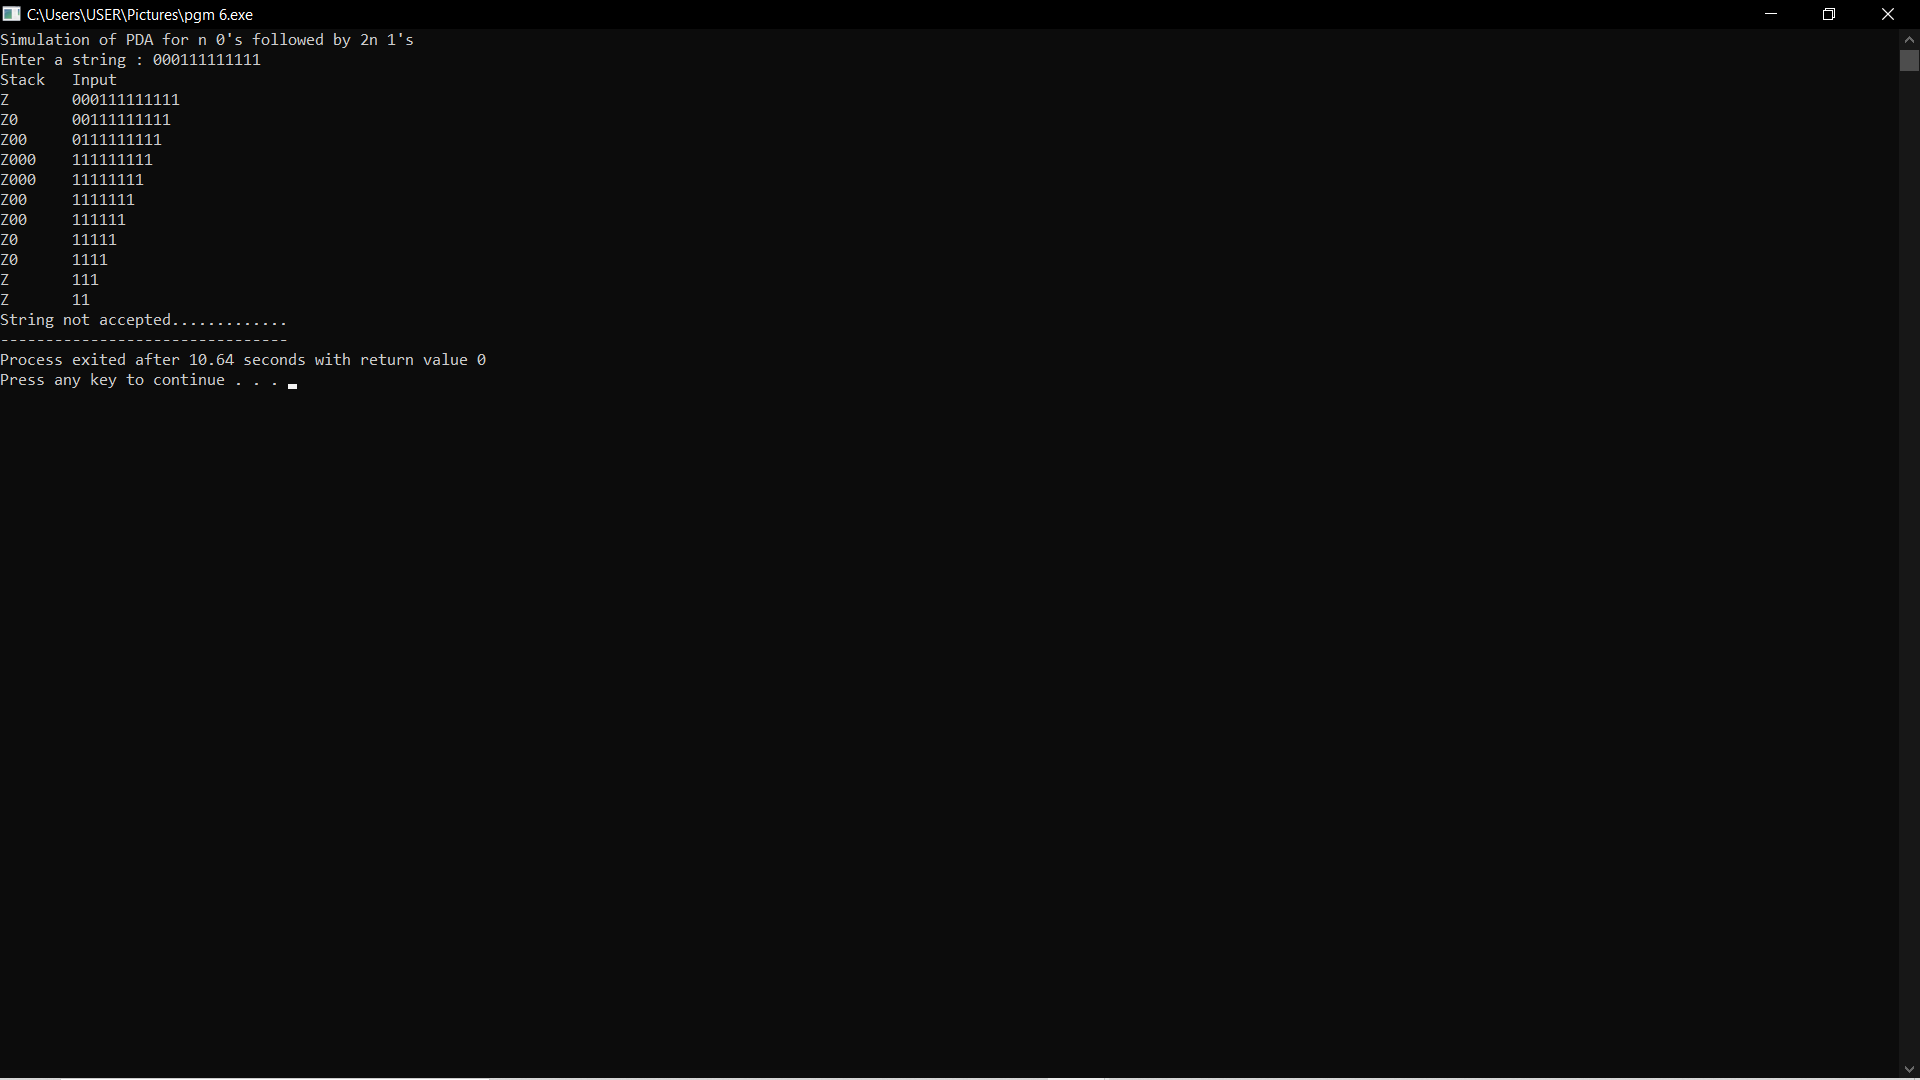 C:\Users\USER\Pictures\pgm 6.exe
Simulation of PDA for n 0's followed by 2n 1's
Enter a string : 000111111111
Stack   Input
Z       000111111111
Z0      00111111111
Z00     0111111111
Z000    111111111
Z000    11111111
Z00     1111111
Z00     111111
Z0      11111
Z0      1111
Z       111
Z       11
String not accepted.............
--------------------------------
Process exited after 10.64 seconds with return value 0
Press any key to continue . . .